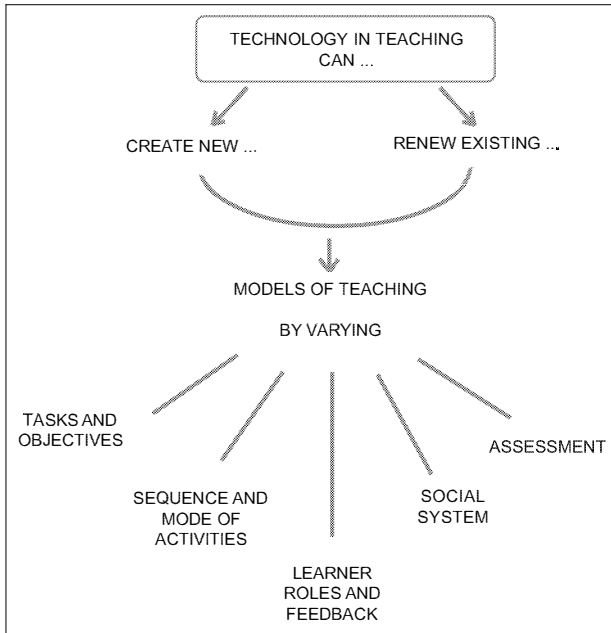 TECHNOLOGY IN TEACHING
CAN ...
CREATE NEW ...
RENEW EXISTING ...
MODELS OF TEACHING
BY VARYING
TASKS AND
OBJECTIVES
SEQUENCE AND
MODE OF
ACTIVITIES
LEARNER
ROLES AND
FEEDBACK
SOCIAL
SYSTEM
ASSESSMENT